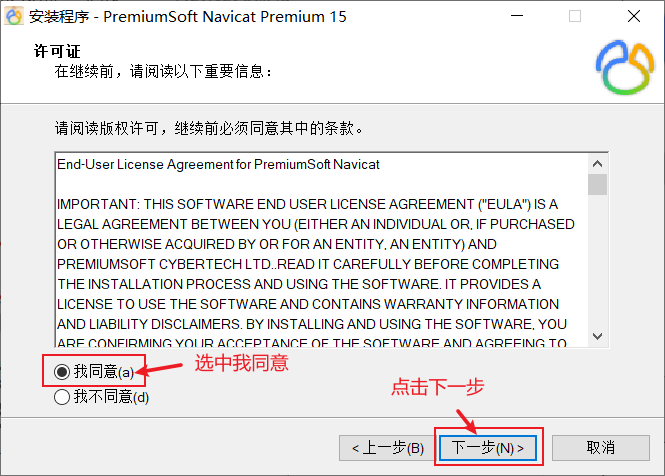 安装程序 - PremiumSoft Navicat Premium 15
许可证
在继续前，请阅读以下重要信息：
请阅读版权许可，继续前必须同意其中的条款。
End-User License Agreement for PremiumSoft Navicat
IMPORTANT: THIS SOFTWARE END USER LICENSE AGREEMENT ("EULA") IS A
LEGAL AGREEMENT BETWEEN YOU (EITHER AN INDIVIDUAL OR, IF PURCHASED
OR OTHERWISE ACQUIRED BY OR FOR AN ENTITY, AN ENTITY) AND
PREMIUMSOFT CYBERTECH LTD..READ IT CAREFULLY BEFORE COMPLETING
THE INSTALLATION PROCESS AND USING THE SOFTWARE. IT PROVIDES A
LICENSE TO USE THE SOFTWARE AND CONTAINS WARRANTY INFORMATION
AND LIABILITY DISCLAIMERS. BY INSTALLING AND USING THE SOFTWARE, YOU
ARE CONFIRMING YOUR ACCEPTANCE OF THE SOFTWARE AND AGREEING TO
我同意(a) 选中我同意
我不同意(d)
点击下一步
< 上一步(B) 下一步(N) > 取消